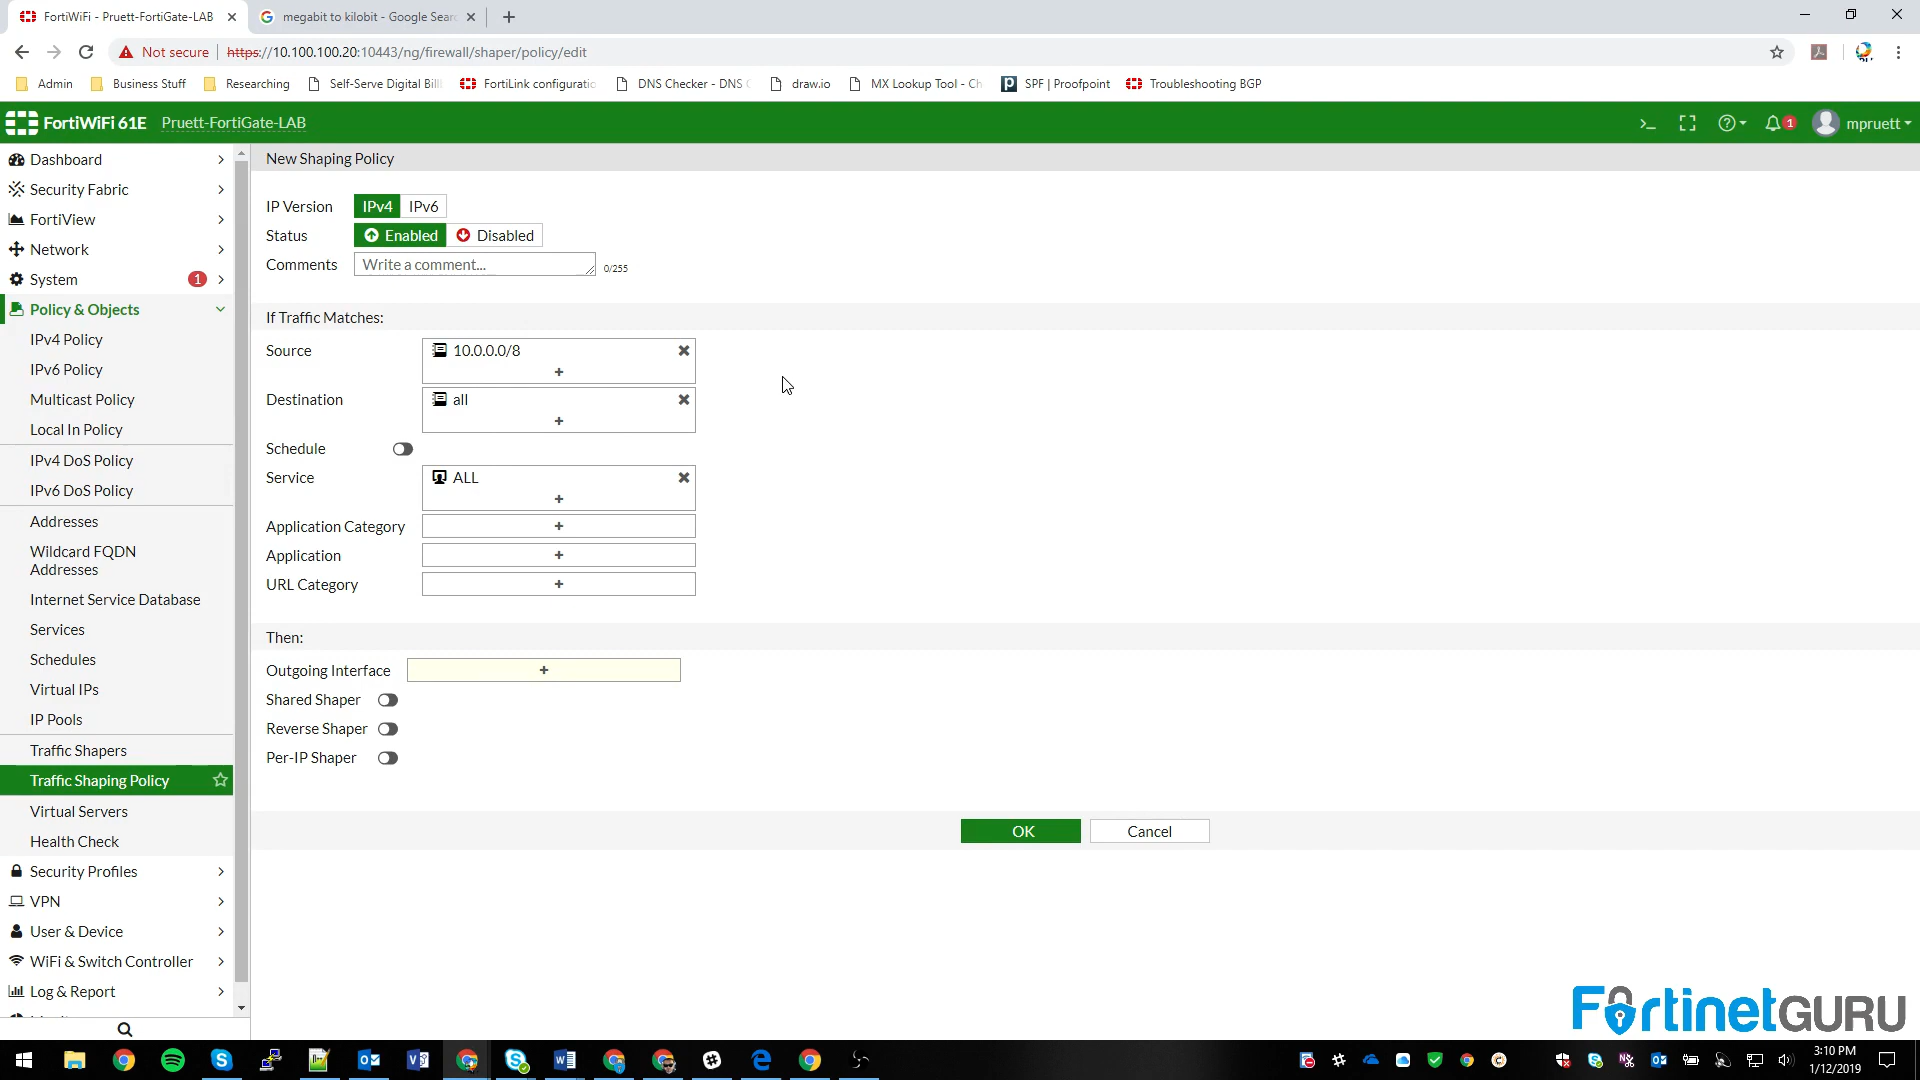 FortiWiFi - Pruett-FortiGate-LAB
megabit to kilobit - Google Sear
Not secure
https://10.100.100.20:10443/ng/firewall/shaper/policy/edit
Admin
Business Stuff
Researching
Self-Serve Digital Bill
FortiLink configuratio
DNS Checker - DNS C
draw.io
MX Lookup Tool - Ch
SPF | Proofpoint
Troubleshooting BGP
FortiWiFi 61E
Pruett-FortiGate-LAB
1
mpruett
Dashboard
Security Fabric
FortiView
Network
System
1
Policy & Objects
IPv4 Policy
IPv6 Policy
Multicast Policy
Local In Policy
IPv4 DoS Policy
IPv6 DoS Policy
Addresses
Wildcard FQDN
Addresses
Internet Service Database
Services
Schedules
Virtual IPs
IP Pools
Traffic Shapers
Traffic Shaping Policy
Virtual Servers
Health Check
Security Profiles
VPN
User & Device
WiFi & Switch Controller
Log & Report
New Shaping Policy
IP Version
IPv4
IPv6
Status
Enabled
Disabled
Comments
Write a comment...
0/255
If Traffic Matches:
Source
10.0.0.0/8
Destination
all
Schedule
Service
ALL
Application Category
Application
URL Category
Then:
Outgoing Interface
Shared Shaper
Reverse Shaper
Per-IP Shaper
OK
Cancel
FortinetGURU
3:10 PM
1/12/2019